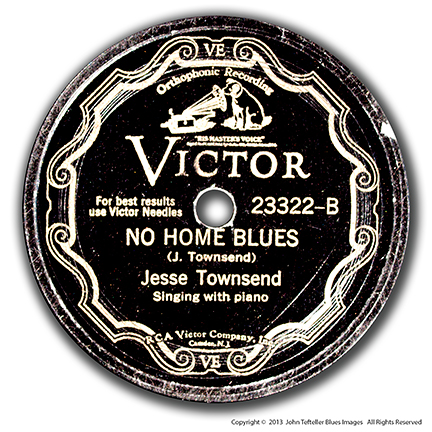 VE
Orthophonic Recording
"HIS MASTER'S VOICE"
VICTOR
For best results
use Victor Needles
23322-B
NO HOME BLUES
(J. Townsend)
Jesse Townsend
Singing with piano
RCA Victor Company, Inc.
Camden, N.J.
VE
Copyright © 2013 John Tefteller Blues Images All Rights Reserved